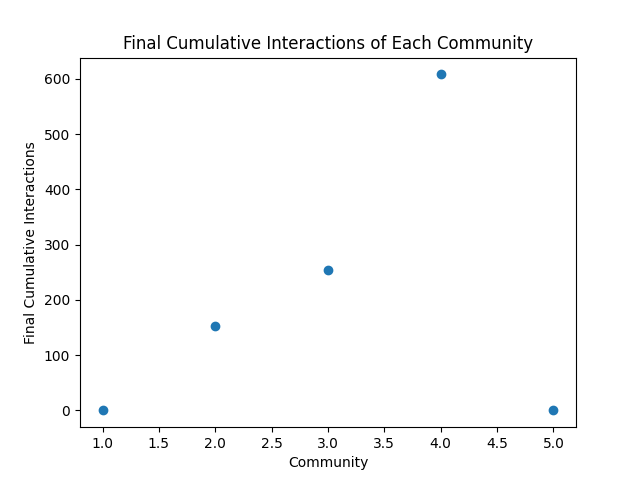 Final Cumulative Interactions of Each Community
Final Cumulative Interactions
600
500
400
300
200
100
0
1.0 1.5 2.0 2.5 3.0 3.5 4.0 4.5 5.0
Community